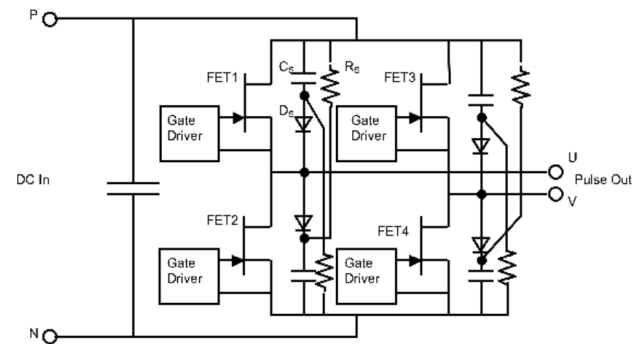 P
FET1
Cs
Rs
FET3
Ds
Gate
Driver
Gate
Driver
U
DC In
Pulse Out
V
FET2
FET4
Gate
Driver
Gate
Driver
N